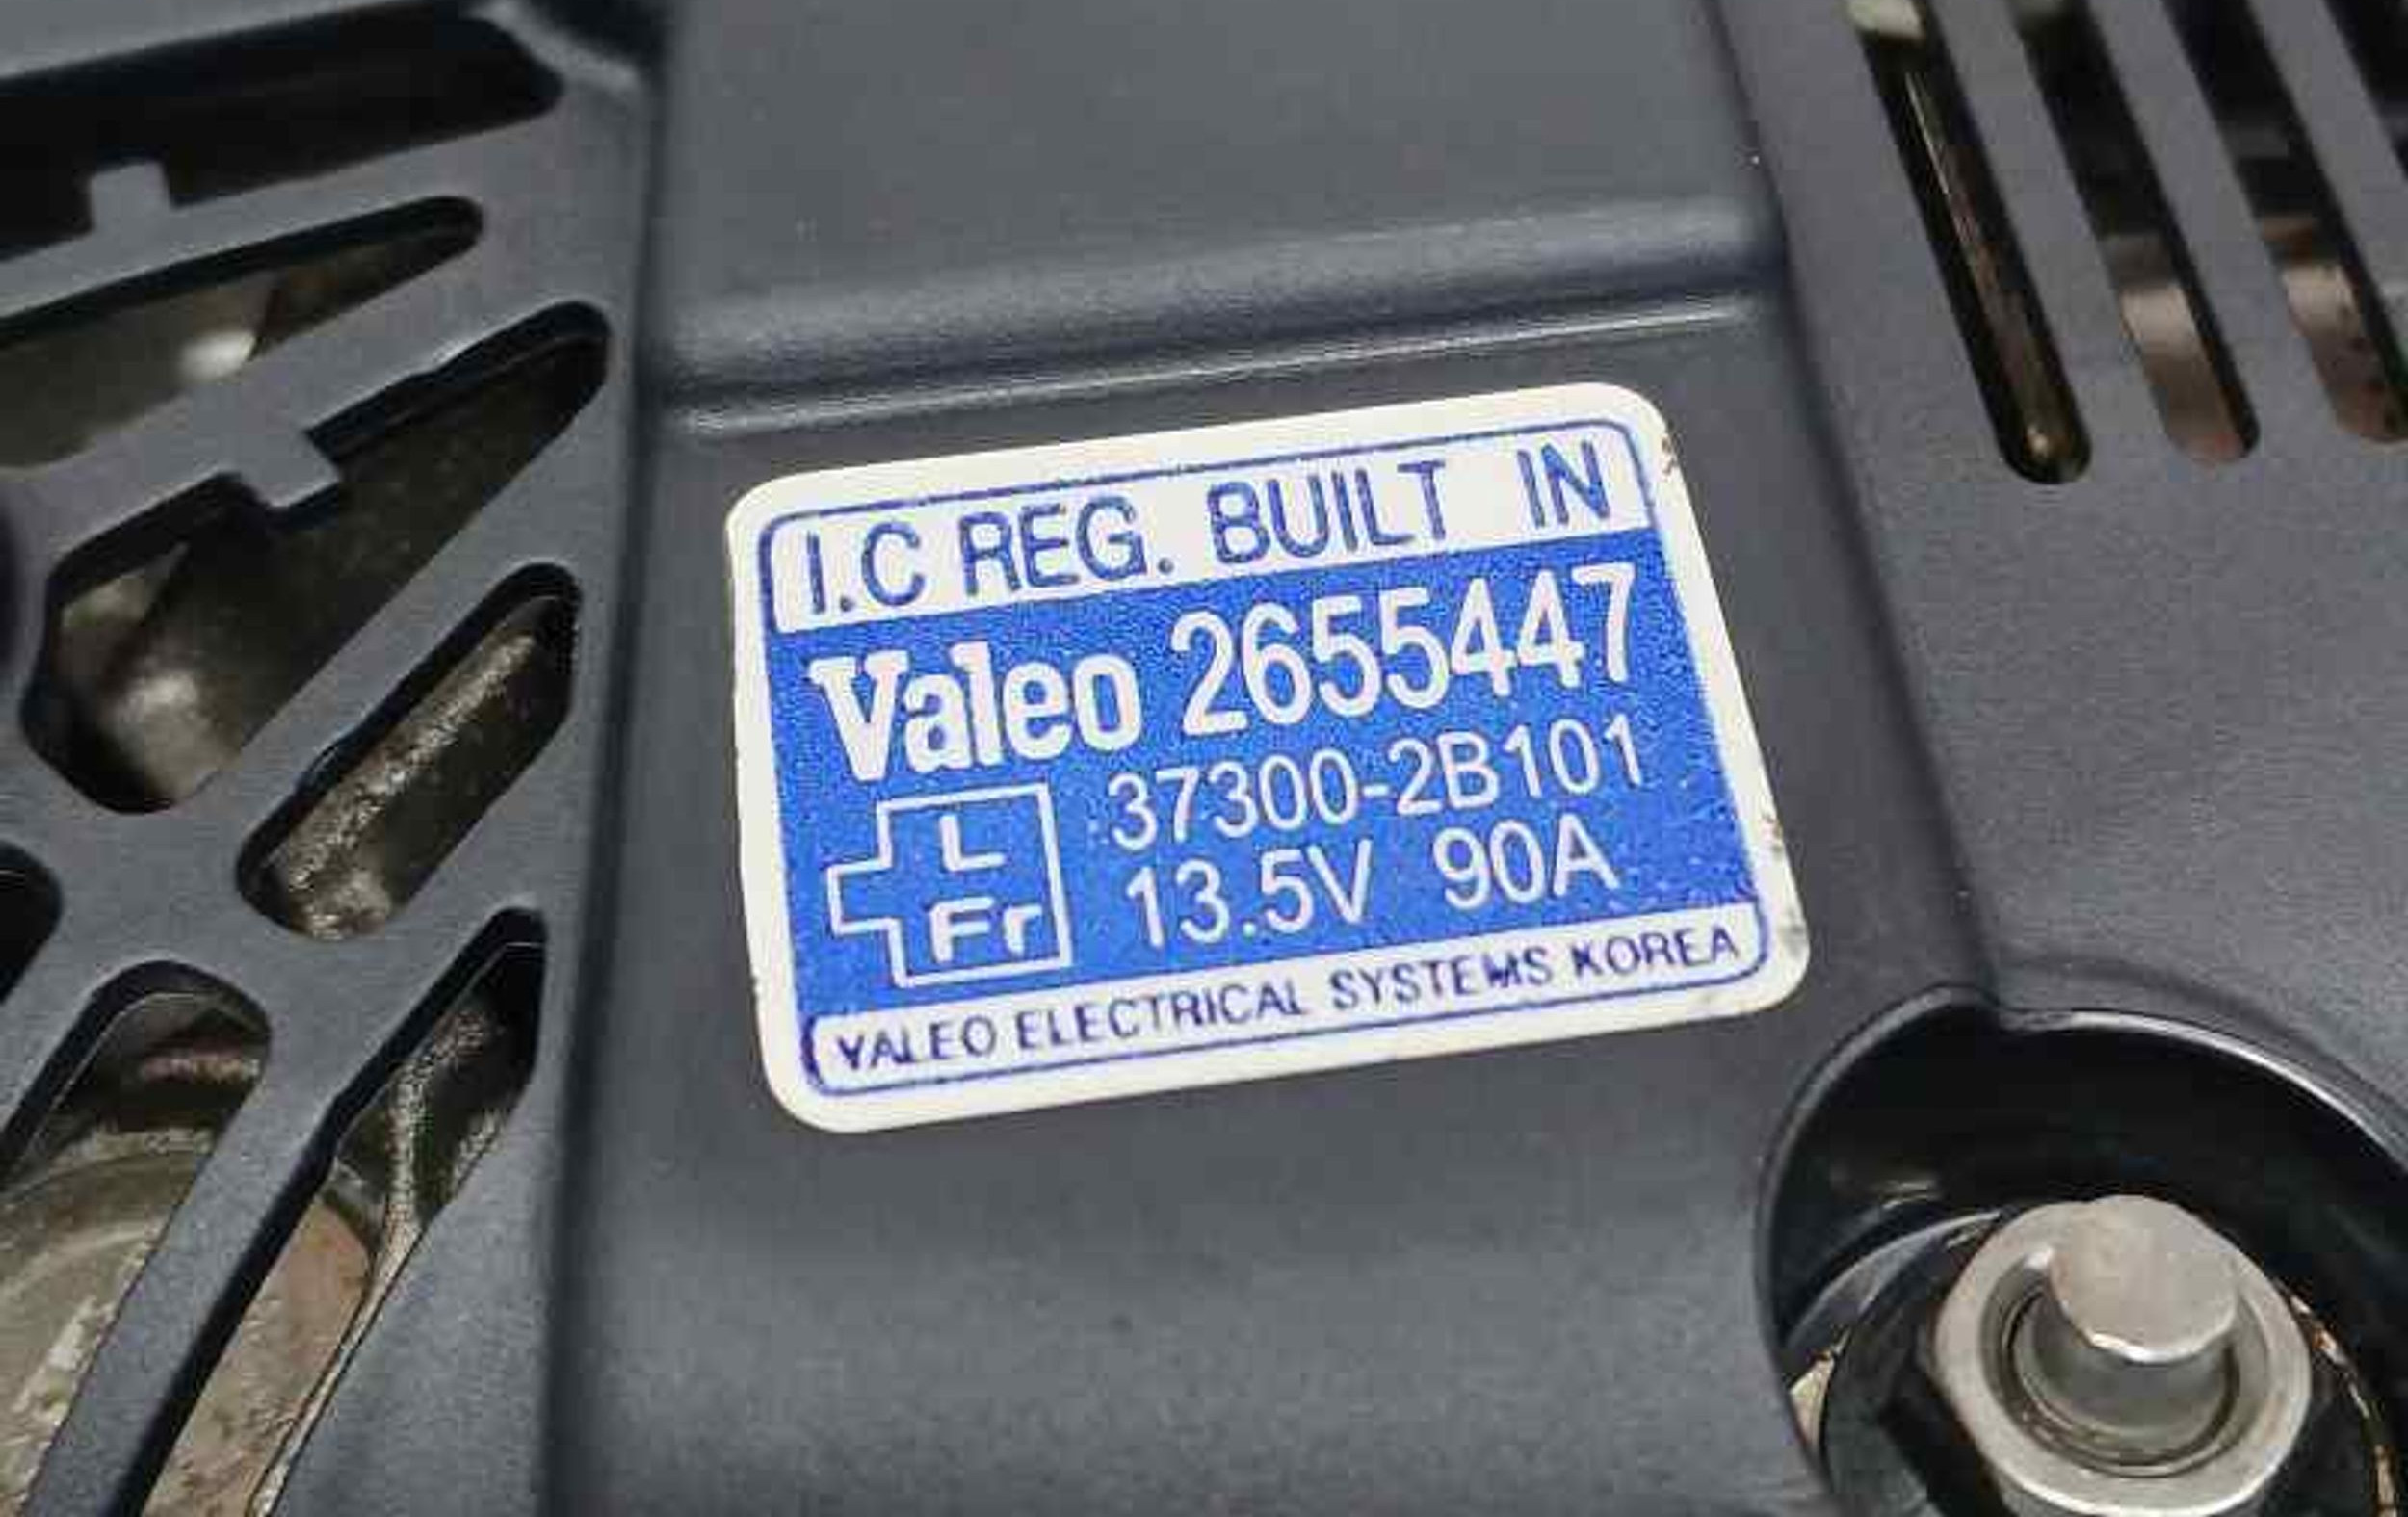 I.C REG. BUILT IN
Valeo 2655447
37300-2B101
L
13.5V 90A
Fr
VALEO ELECTRICAL SYSTEMS KOREA